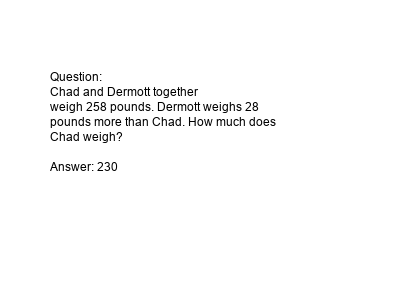 Question:
Chad and Dermott together
weigh 258 pounds. Dermott weighs 28
pounds more than Chad. How much does
Chad weigh?
Answer: 230